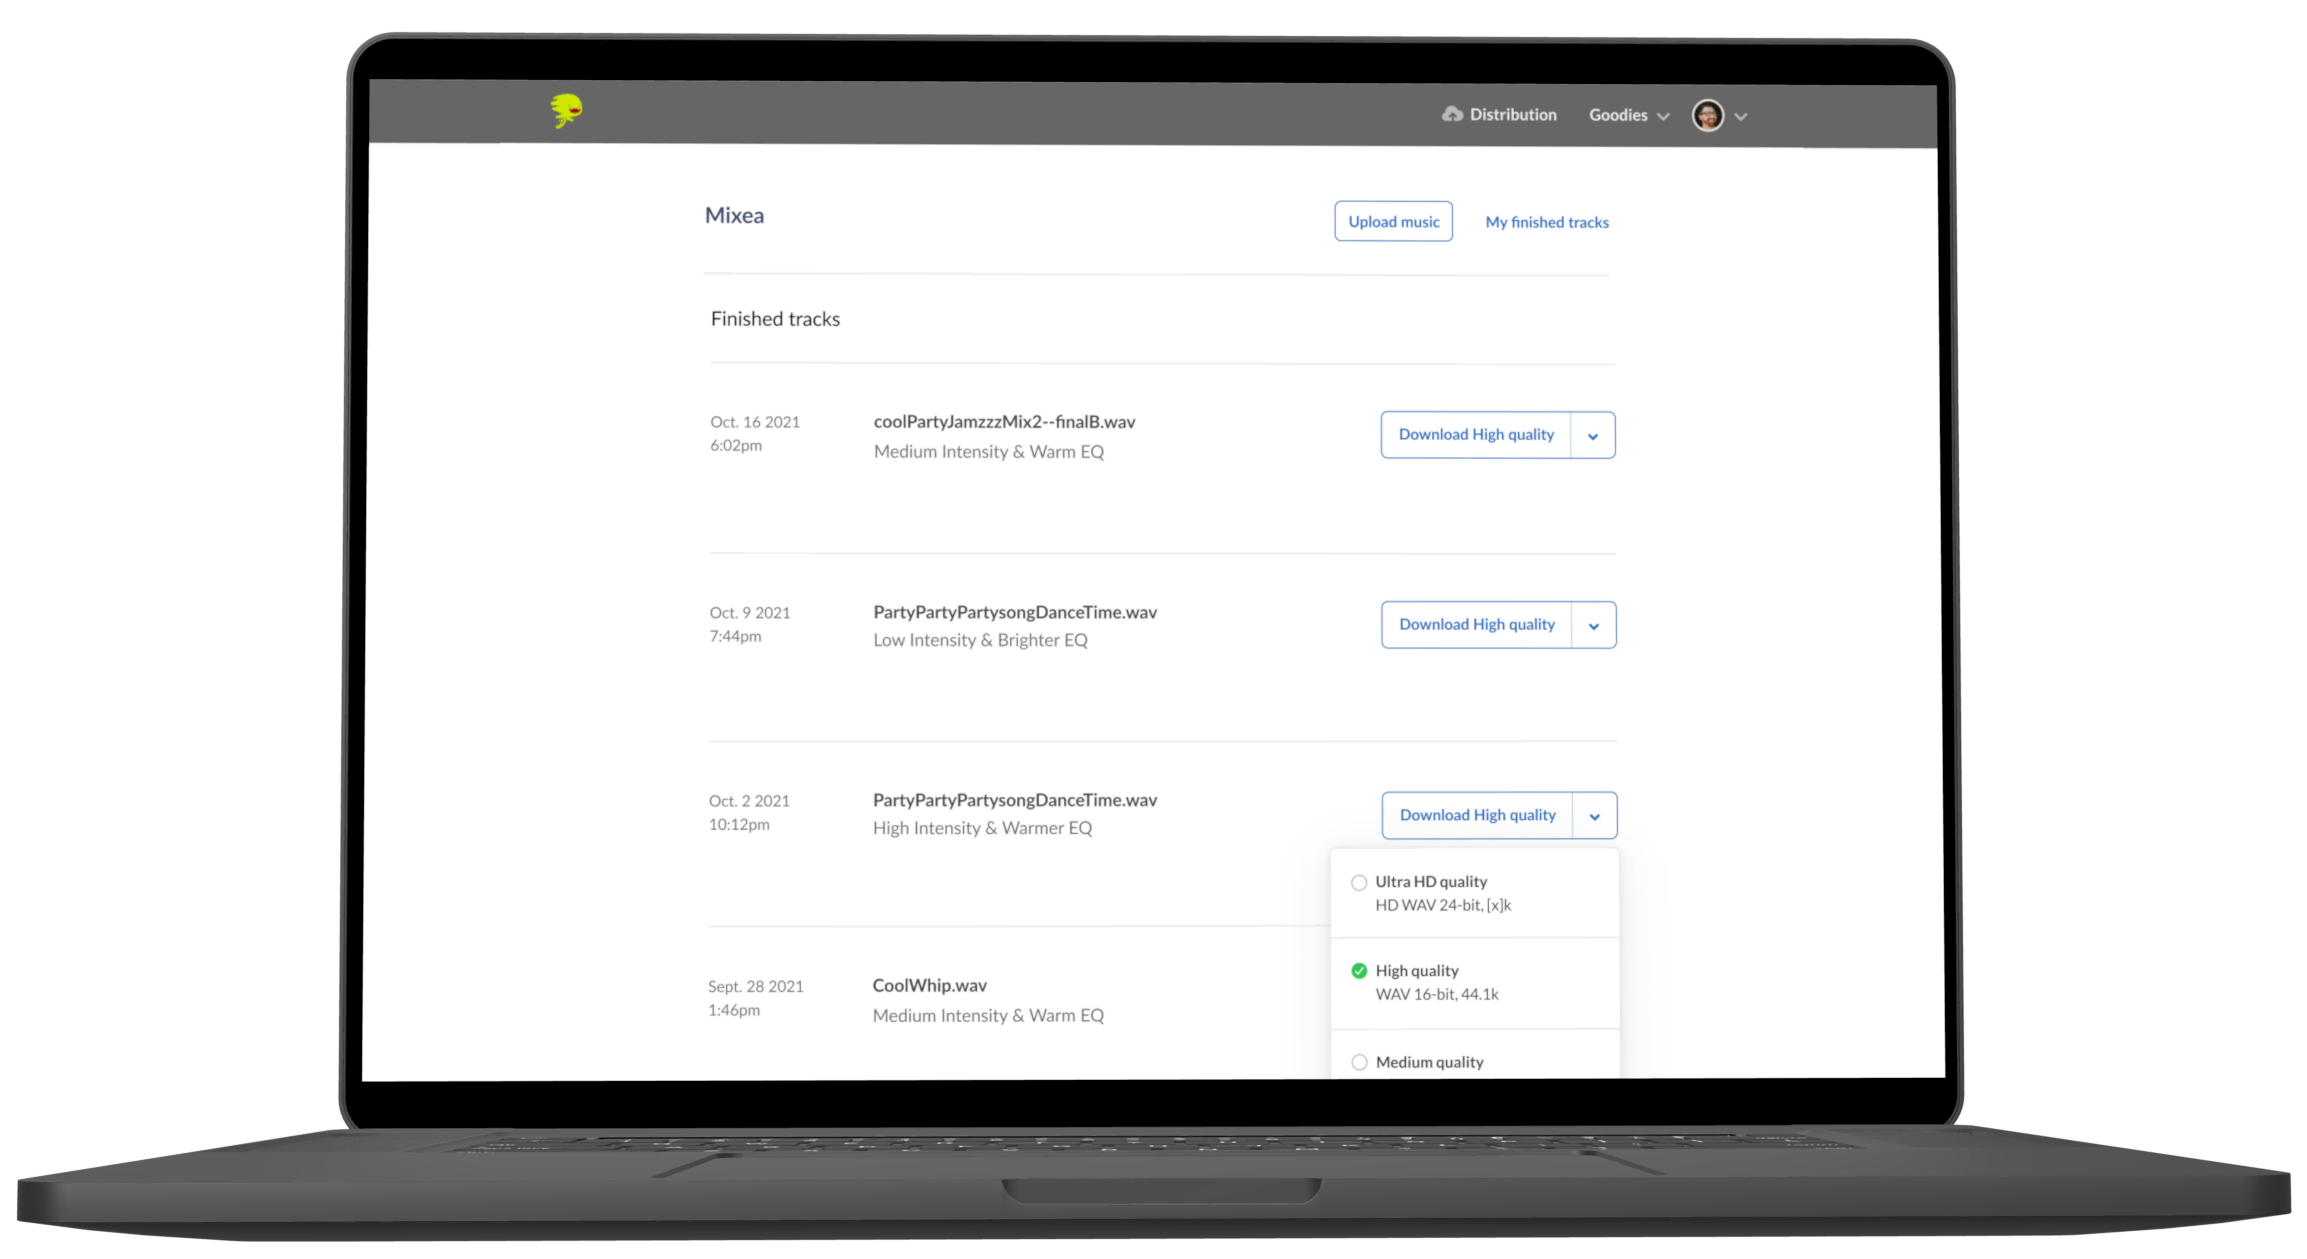 Distribution
Goodies
Mixea
Upload music
My finished tracks
Finished tracks
Oct. 16 2021
6:02pm
coolPartyJamzzzMix2--finalB.wav
Medium Intensity & Warm EQ
Download High quality
Oct. 9 2021
7:44pm
PartyPartyPartysongDanceTime.wav
Low Intensity & Brighter EQ
Download High quality
Oct. 2 2021
10:12pm
PartyPartyPartysongDanceTime.wav
High Intensity & Warmer EQ
Download High quality
Ultra HD quality
HD WAV 24-bit, [x]k
High quality
WAV 16-bit, 44.1k
Medium quality
Sept. 28 2021
1:46pm
CoolWhip.wav
Medium Intensity & Warm EQ